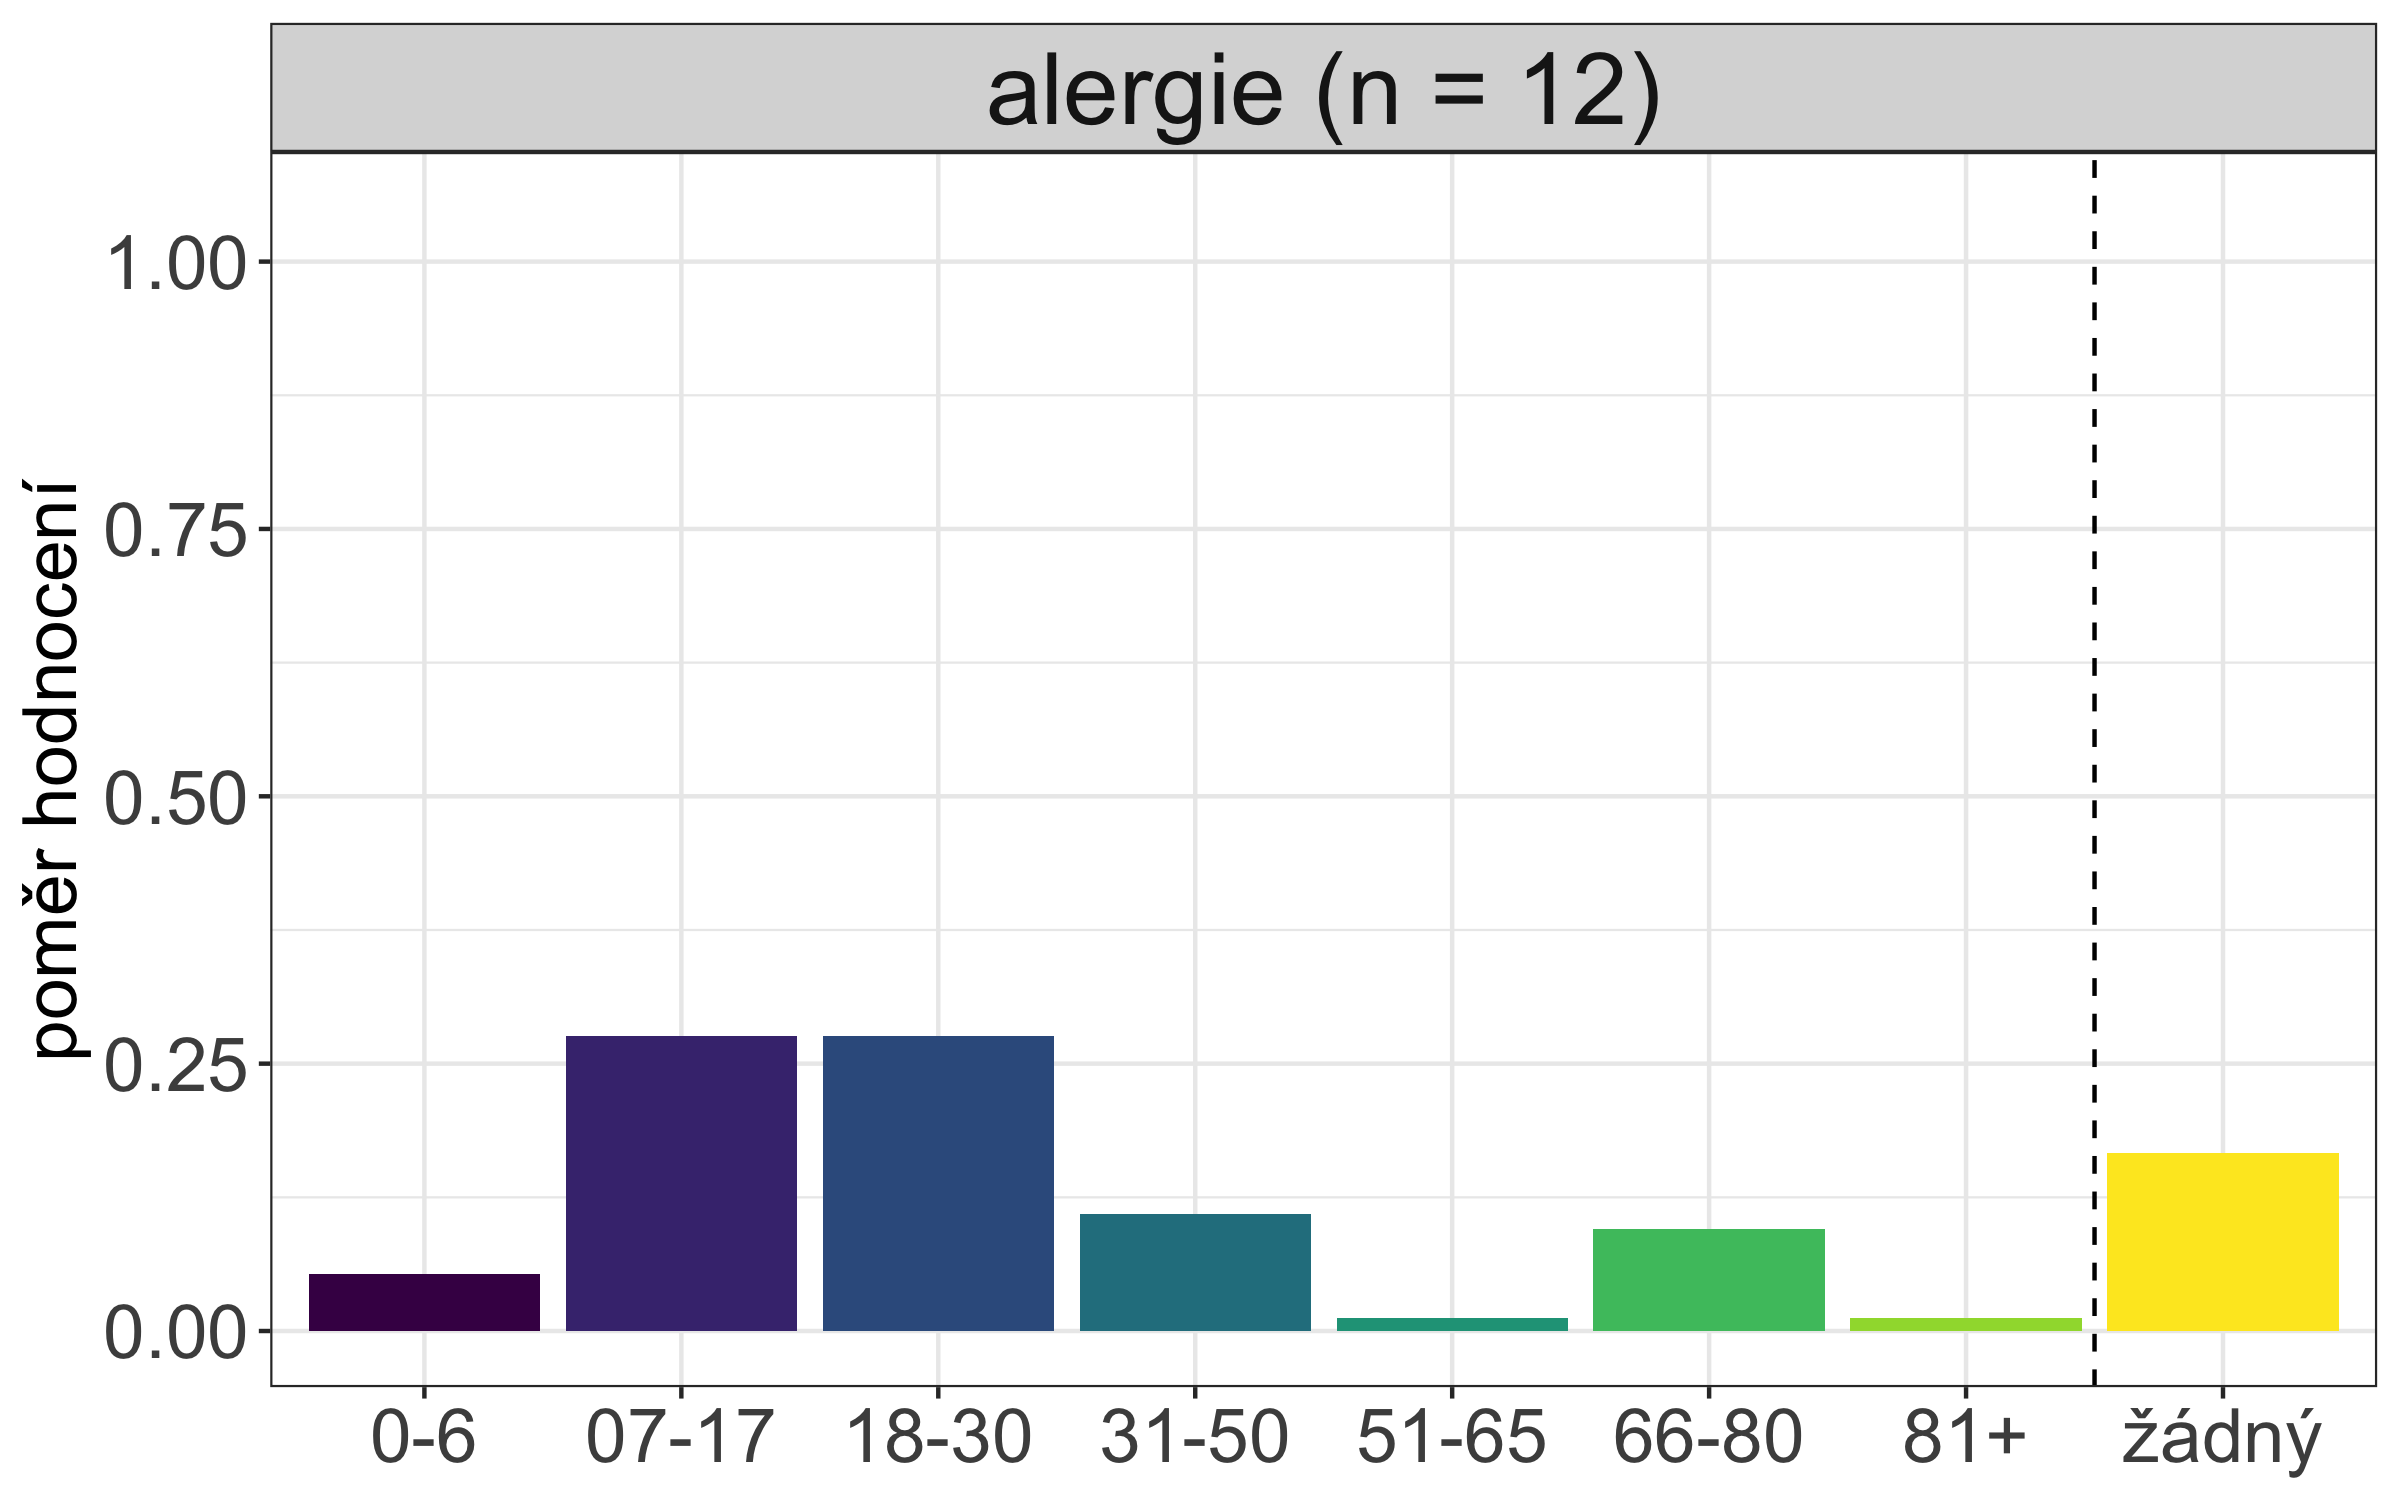 alergie (n = 12)
poměr hodnocení
1.00
0.75
0.50
0.25
0.00
0-6 07-17 18-30 31-50 51-65 66-80 81+ žádný